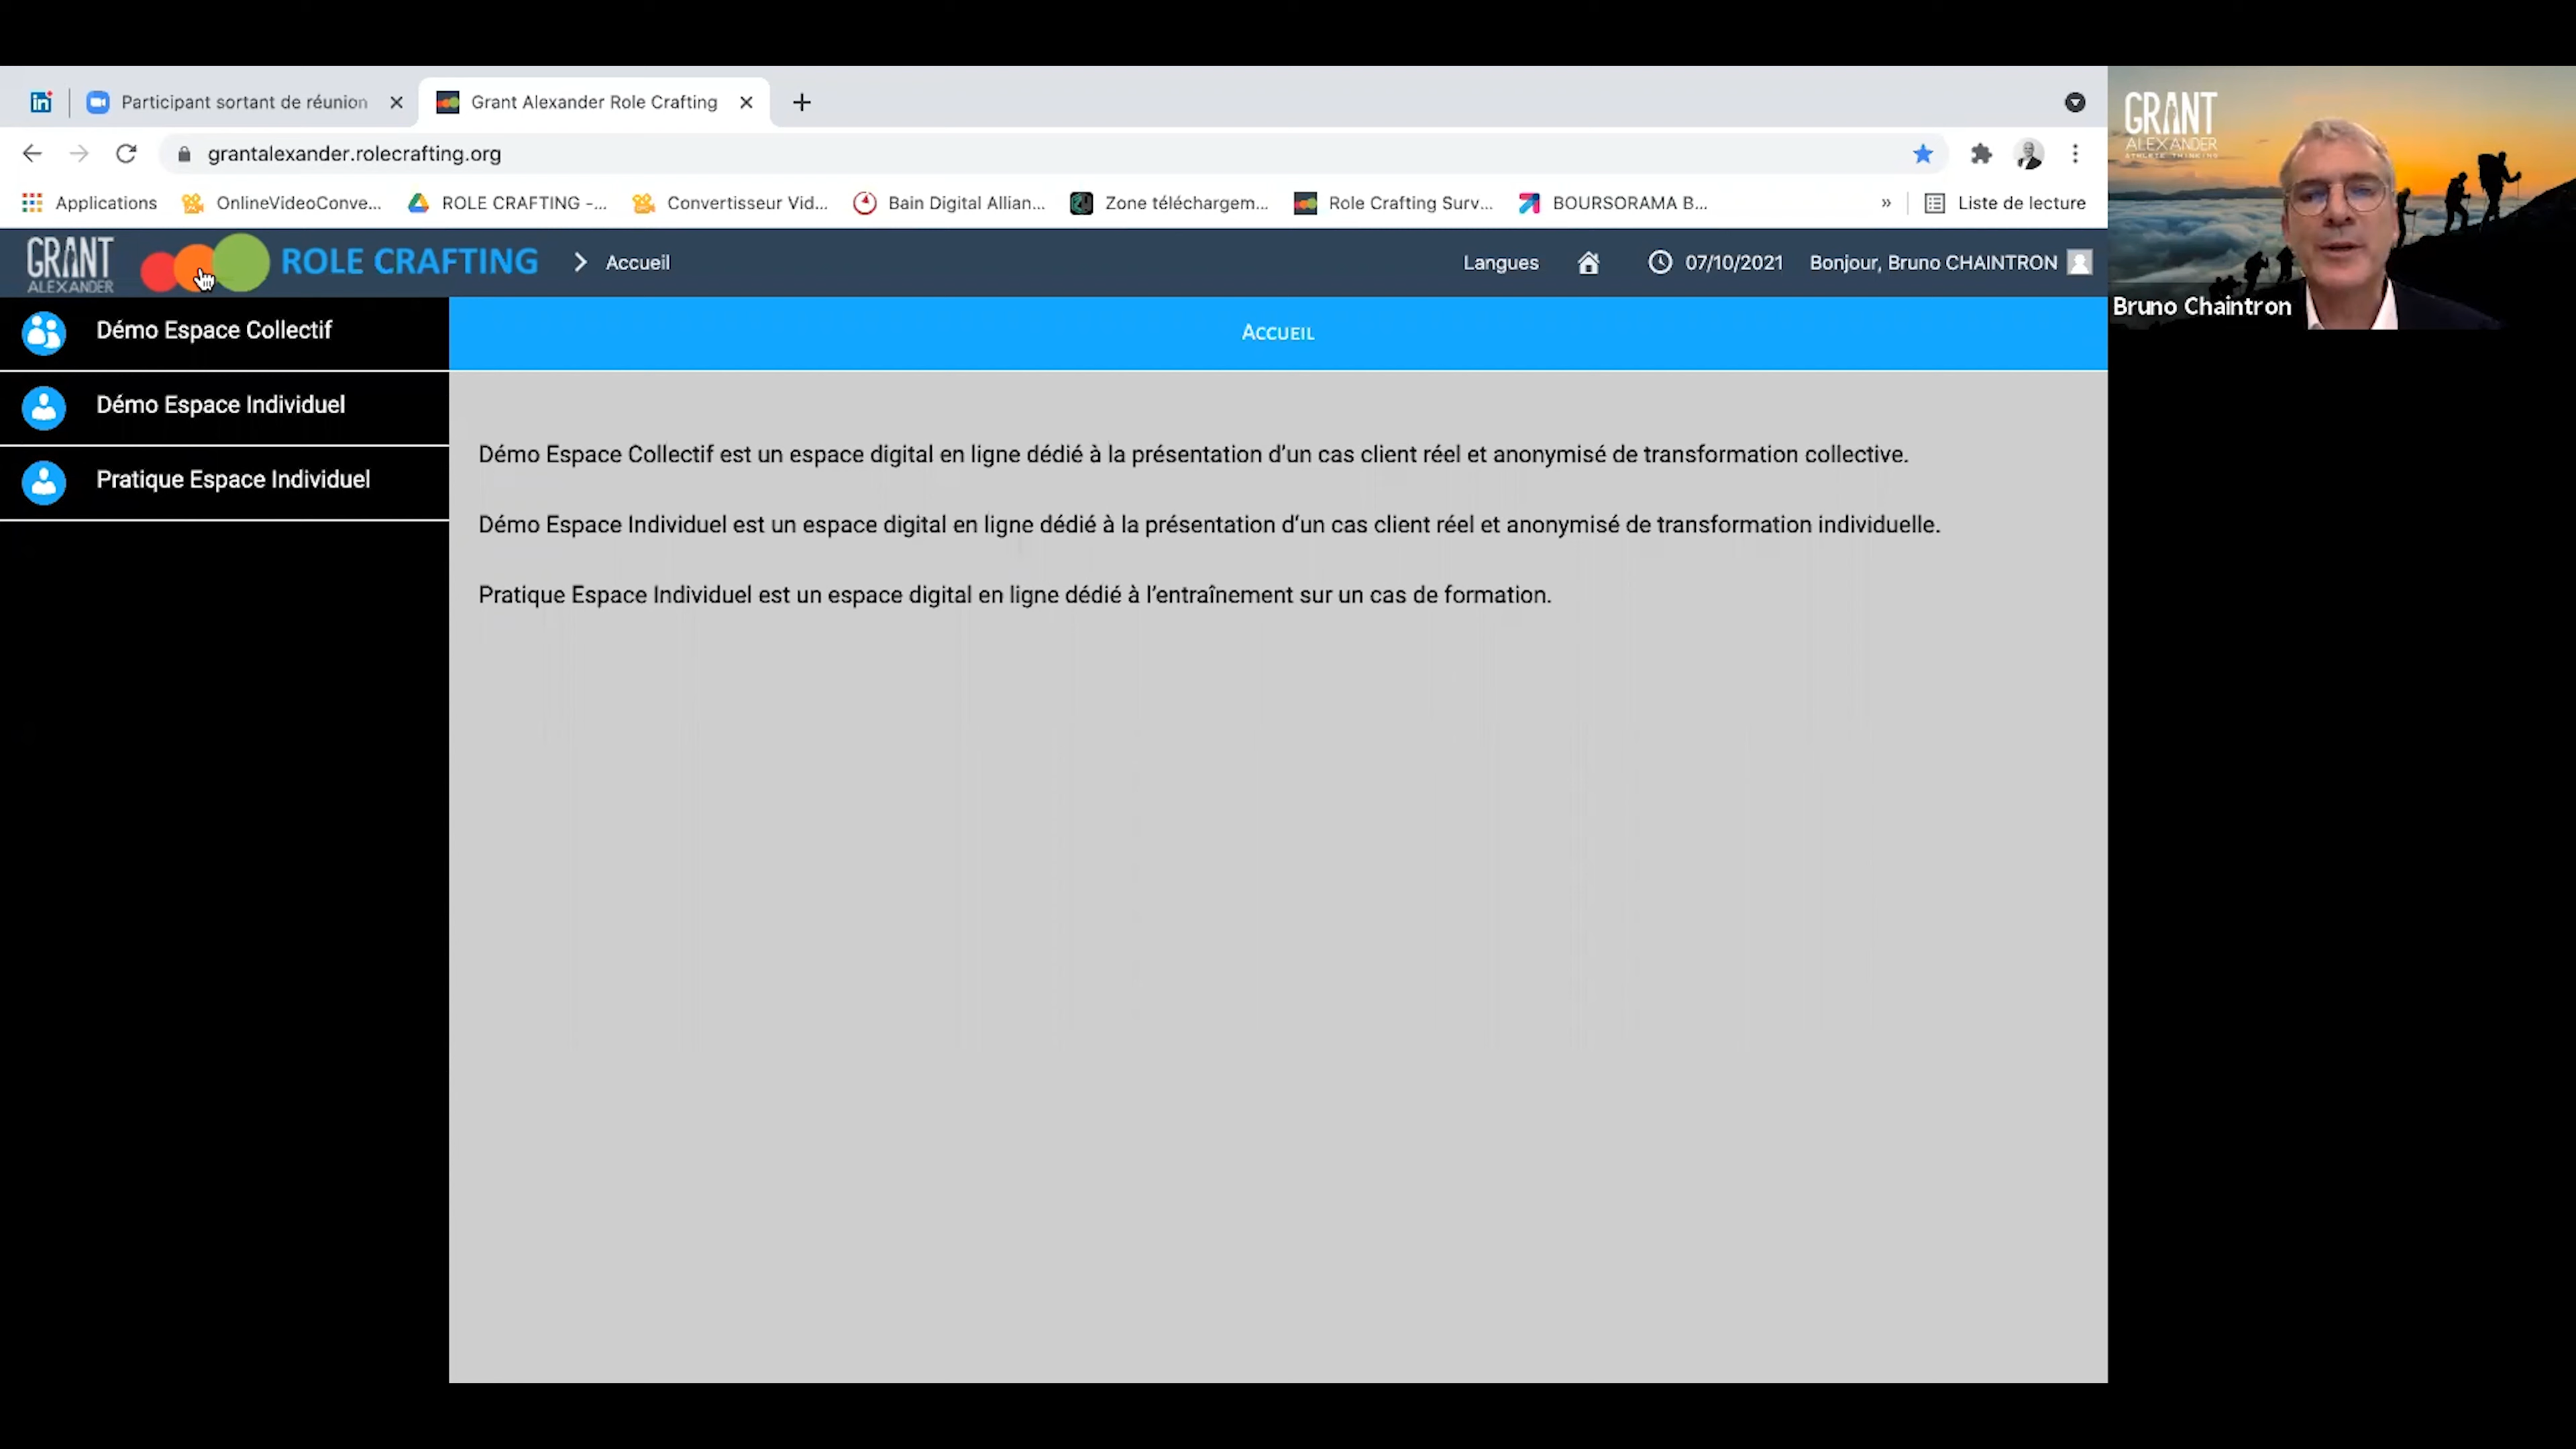 Participant sortant de réunion
Grant Alexander Role Crafting
grantalexander.rolecrafting.org
Applications
OnlineVideoConve...
ROLE CRAFTING -...
Convertisseur Vid...
Bain Digital Allian...
Zone téléchargem...
Role Crafting Surv...
BOURSORAMA B...
»
Liste de lecture
GRANT
ALEXANDER
ROLE CRAFTING
Accueil
Langues
07/10/2021
Bonjour, Bruno CHAINTRON
GRANT
ALEXANDER
ATHLETE THINKING
Bruno Chaintron
Démo Espace Collectif
Démo Espace Individuel
Pratique Espace Individuel
ACCUEIL
Démo Espace Collectif est un espace digital en ligne dédié à la présentation d’un cas client réel et anonymisé de transformation collective.
Démo Espace Individuel est un espace digital en ligne dédié à la présentation d’un cas client réel et anonymisé de transformation individuelle.
Pratique Espace Individuel est un espace digital en ligne dédié à l’entraînement sur un cas de formation.